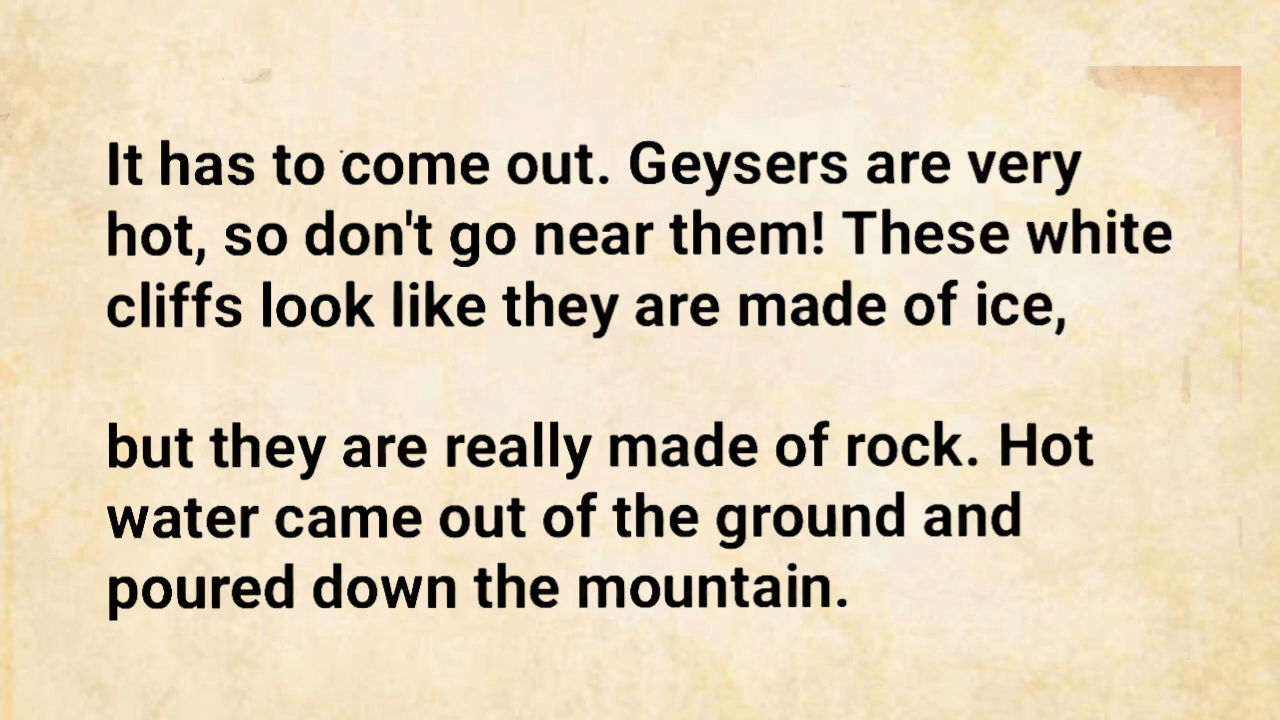 It has to come out. Geysers are very
hot, so don't go near them! These white
cliffs look like they are made of ice,
but they are really made of rock. Hot
water came out of the ground and
poured down the mountain.